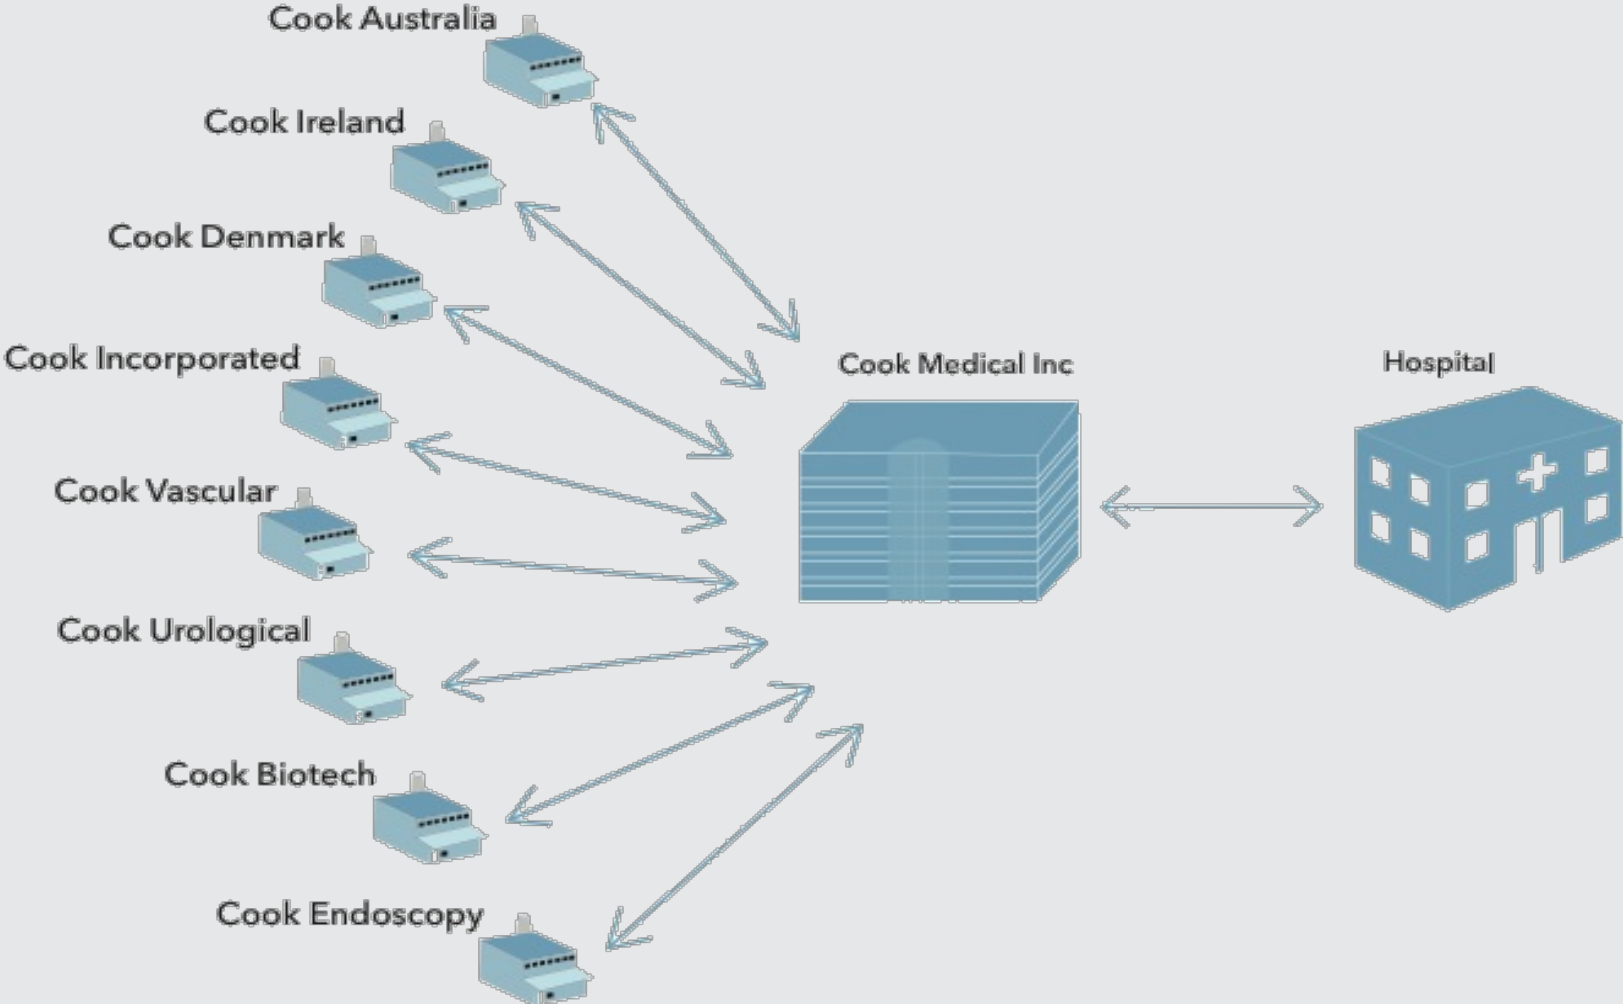 Cook Australia
Cook Ireland
Cook Denmark
Cook Incorporated
Cook Medical Inc
Hospital
Cook Vascular
Cook Urological
Cook Biotech
Cook Endoscopy